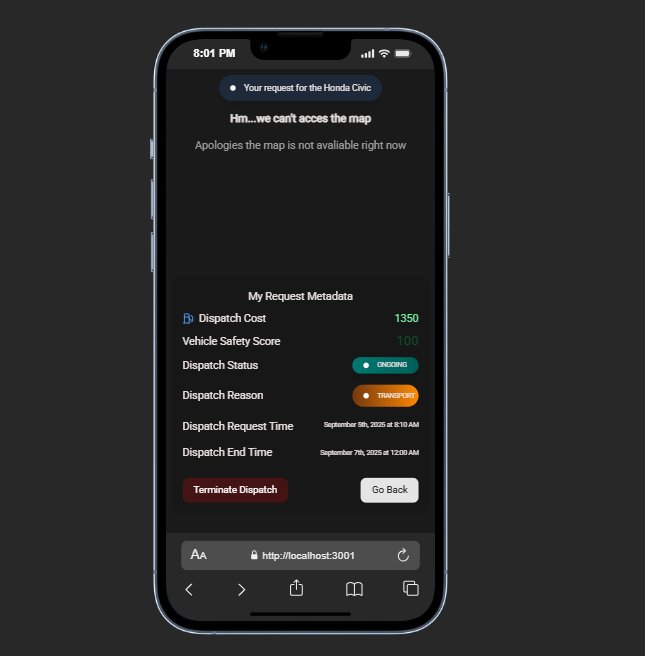 8:01 PM
Your request for the Honda Civic
Hm...we can't acces the map
Apologies the map is not avaliable right now
My Request Metadata
Dispatch Cost 1350
Vehicle Safety Score 100
Dispatch Status ONGOING
Dispatch Reason TRANSPORT
Dispatch Request Time September 5th, 2025 at 8:10 AM
Dispatch End Time September 7th, 2025 at 12:00 AM
Terminate Dispatch Go Back
AA http://localhost:3001